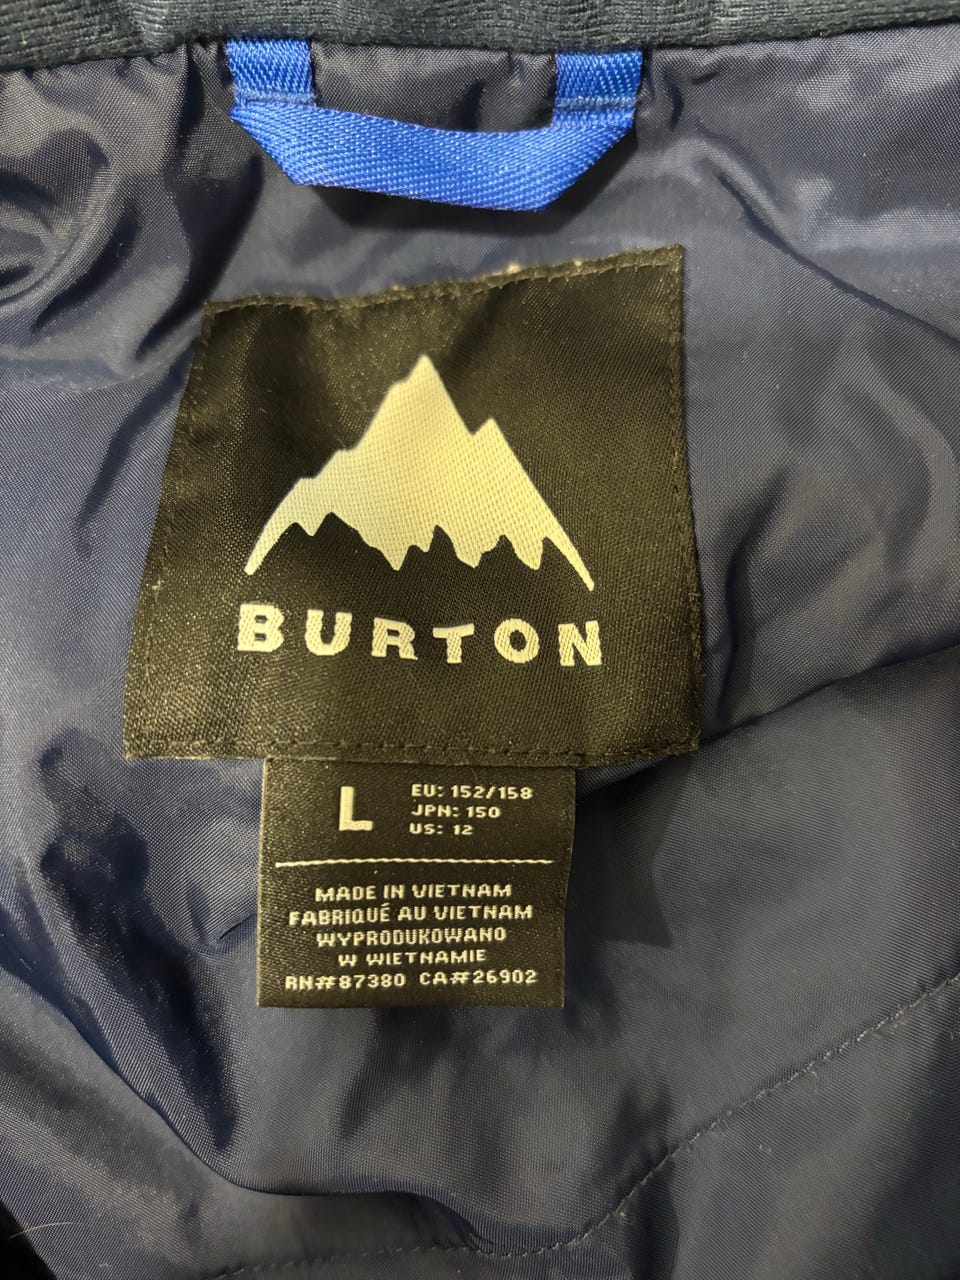 BURTON
L
EU: 152/158
JPN: 150
US: 12
MADE IN VIETNAM
FABRIQUÉ AU VIETNAM
WYPRODUKOWANO
W WIETNAMIE
RN#87380 CA#26902